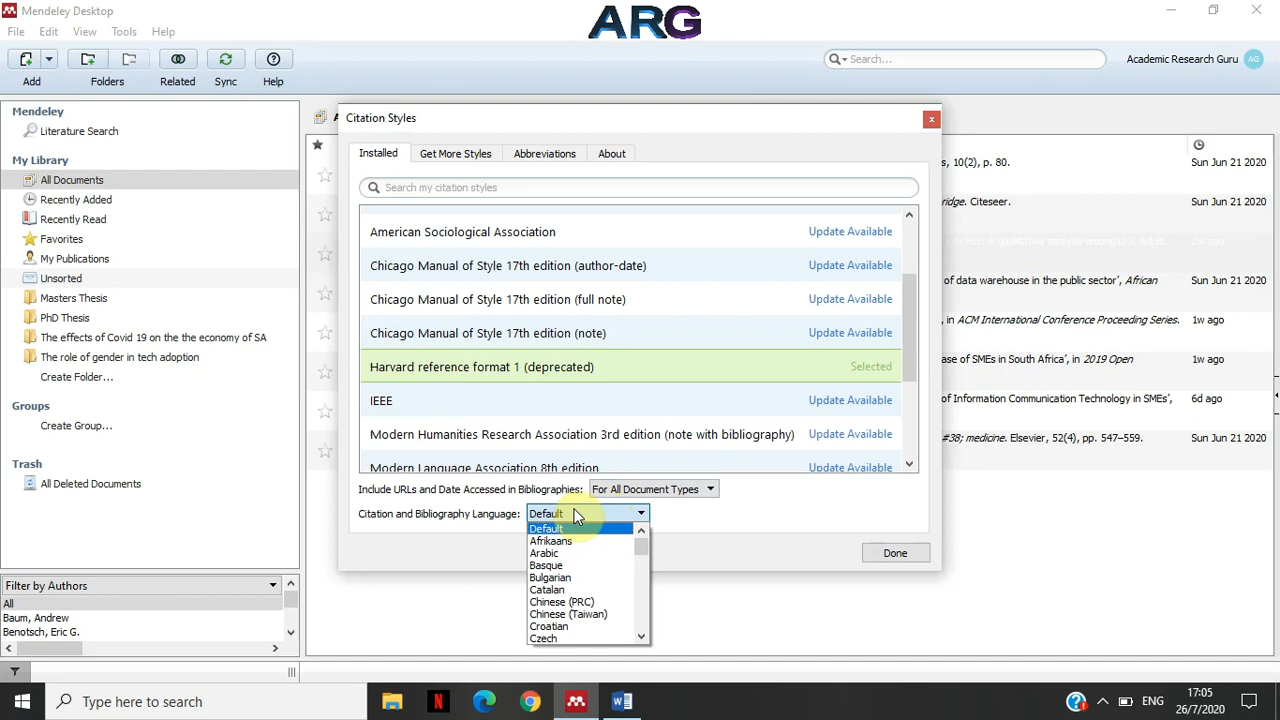 Mendeley Desktop
ARG
File Edit View Tools Help
Search...
Academic Research Guru AG
Add Folders Related Sync Help
Mendeley
Literature Search
My Library
All Documents
Recently Added
Recently Read
Favorites
My Publications
Unsorted
Masters Thesis
PhD Thesis
The effects of Covid 19 on the the economy of SA
The role of gender in tech adoption
Create Folder...
Groups
Create Group...
Trash
All Deleted Documents
Filter by Authors
All
Baum, Andrew
Benotsch, Eric G.
Citation Styles
Installed Get More Styles Abbreviations About
Search my citation styles
American Sociological Association Update Available
Chicago Manual of Style 17th edition (author-date) Update Available
Chicago Manual of Style 17th edition (full note) Update Available
Chicago Manual of Style 17th edition (note) Update Available
Harvard reference format 1 (deprecated) Selected
IEEE Update Available
Modern Humanities Research Association 3rd edition (note with bibliography) Update Available
Modern Language Association 8th edition Update Available
Include URLs and Date Accessed in Bibliographies: For All Document Types
Citation and Bibliography Language: Default
Default
Afrikaans
Arabic
Basque
Bulgarian
Catalan
Chinese (PRC)
Chinese (Taiwan)
Croatian
Czech
Done
, 10(2), p. 80. Sun Jun 21 2020
ridge. Citeseer. Sun Jun 21 2020
2w ago
of data warehouse in the public sector’, African Sun Jun 21 2020
, in ACM International Conference Proceeding Series. 1w ago
ase of SMEs in South Africa’, in 2019 Open 1w ago
of Information Communication Technology in SMEs’, 6d ago
#38; medicine. Elsevier, 52(4), pp. 547–559. Sun Jun 21 2020
Type here to search
ENG
17:05
26/7/2020